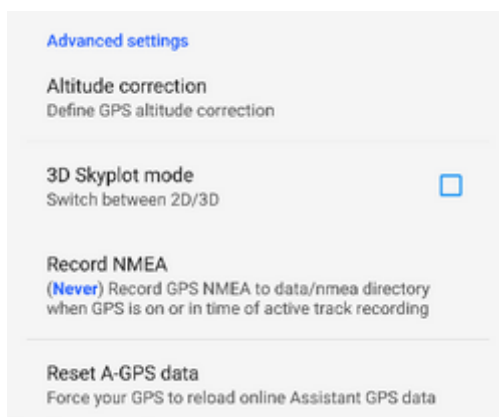 Advanced settings
Altitude correction
Define GPS altitude correction
3D Skyplot mode
Switch between 2D/3D
Record NMEA
(Never) Record GPS NMEA to data/nmea directory
when GPS is on or in time of active track recording
Reset A-GPS data
Force your GPS to reload online Assistant GPS data